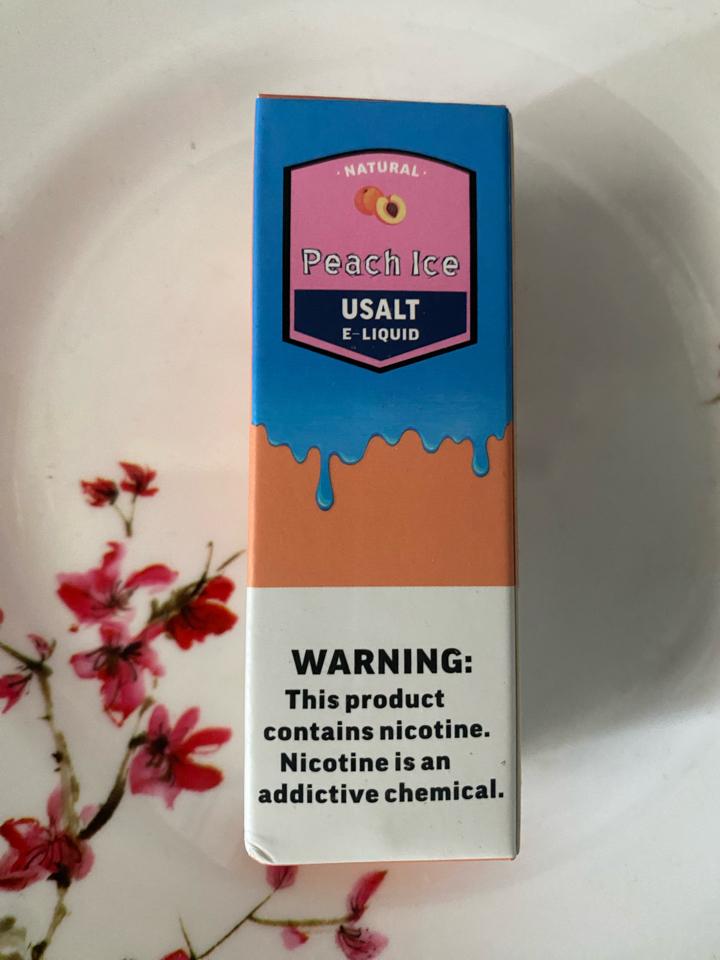 · NATURAL ·
Peach Ice
USALT
E-LIQUID
WARNING:
This product
contains nicotine.
Nicotine is an
addictive chemical.